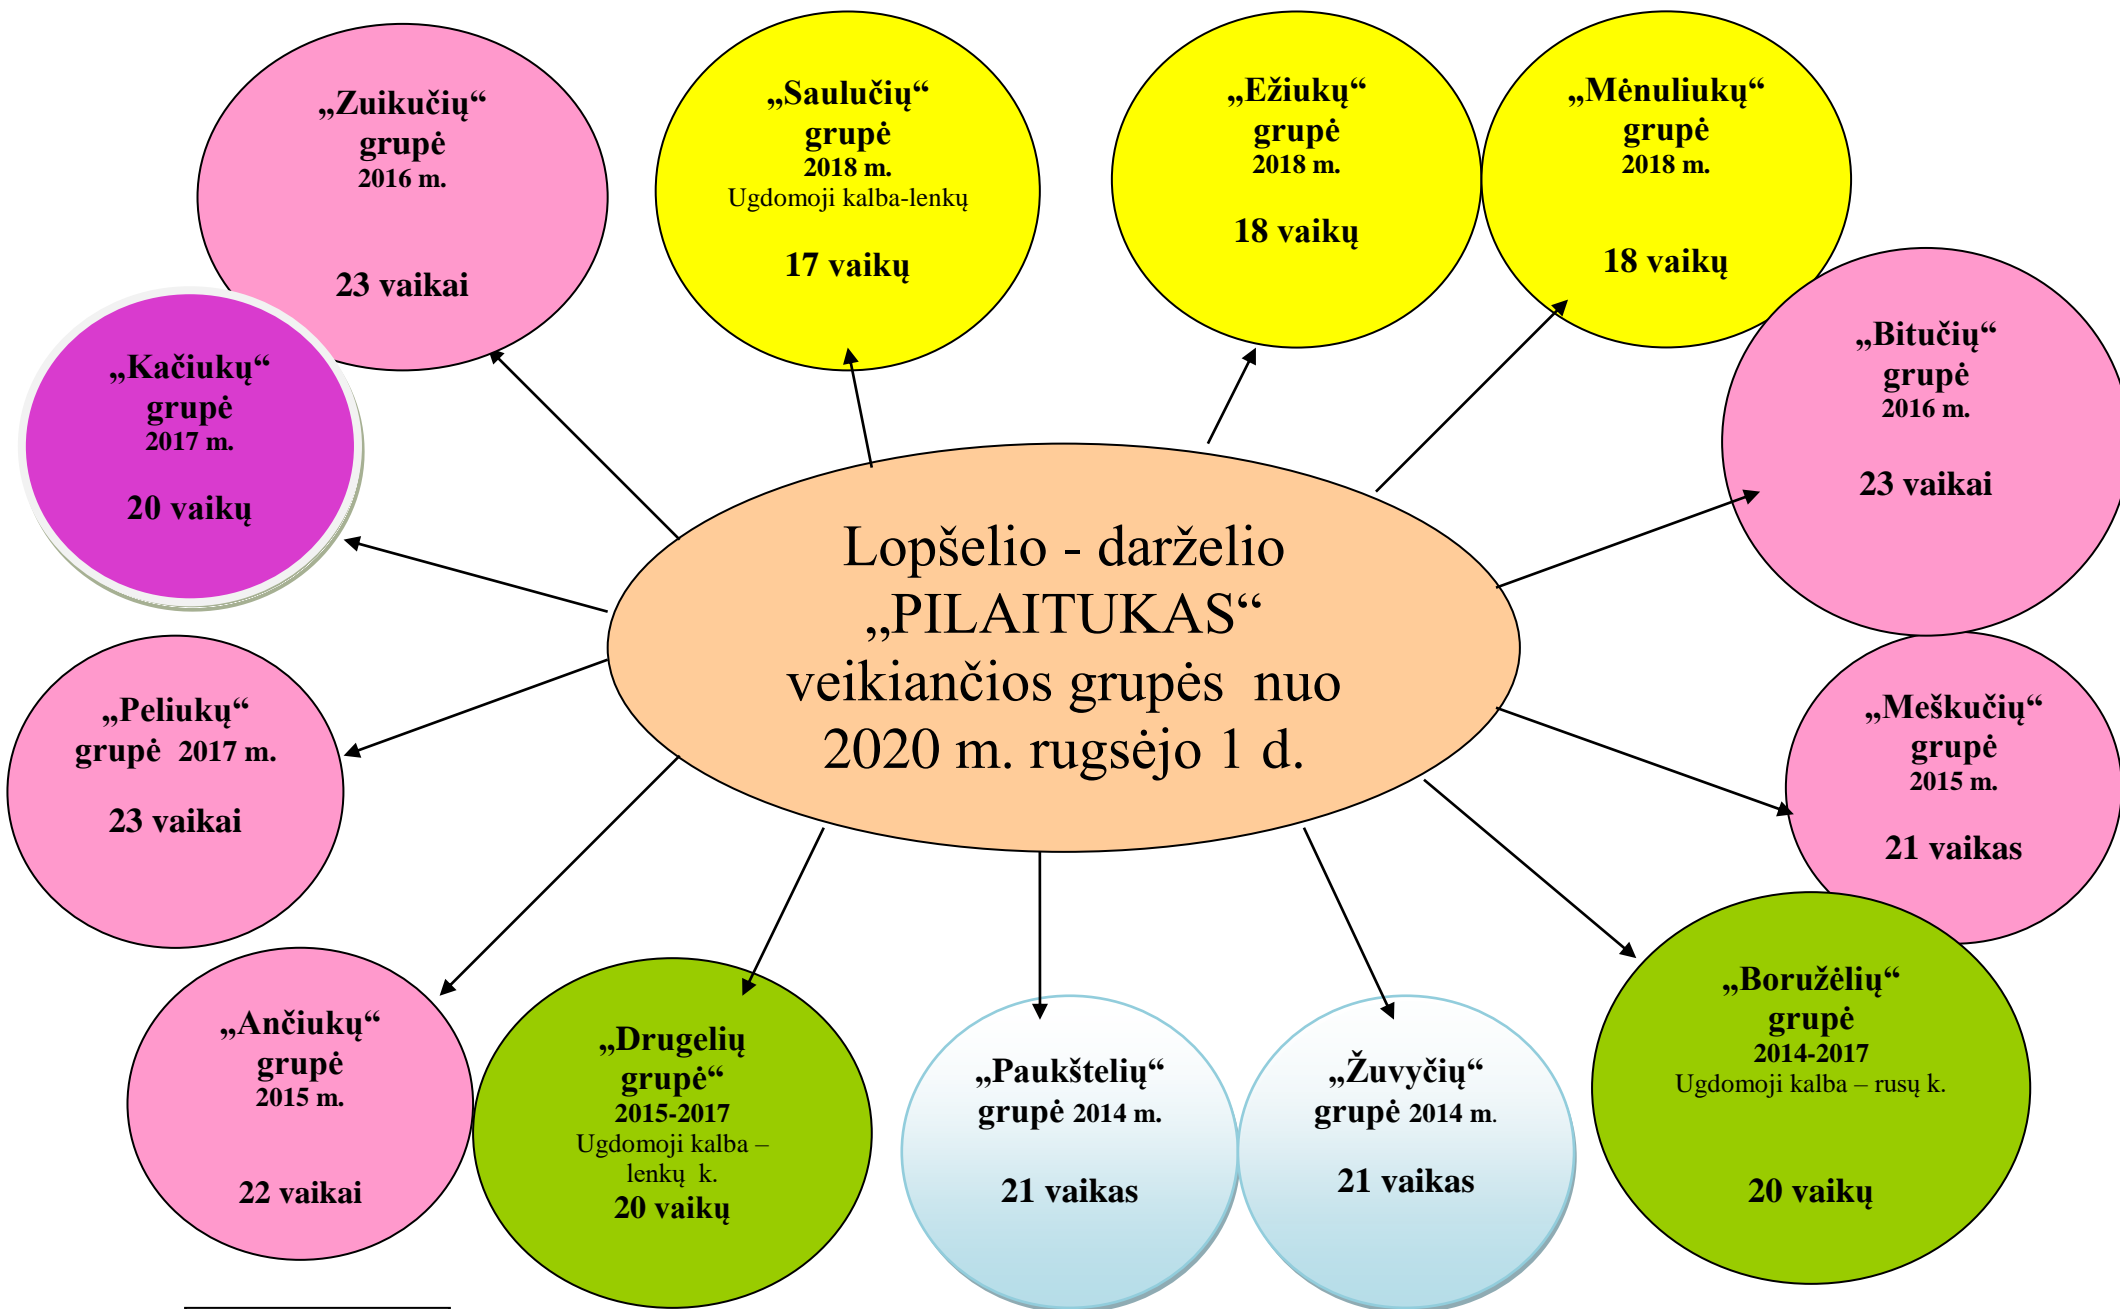 „Zuikučių“
grupė
2016 m.
23 vaikai
„Saulučių“
grupė
2018 m.
Ugdomoji kalba-lenkų
17 vaikų
„Ežiukų“
grupė
2018 m.
18 vaikų
„Mėnuliukų“
grupė
2018 m.
18 vaikų
„Bitučių“
grupė
2016 m.
23 vaikai
„Kačiukų“
grupė
2017 m.
20 vaikų
Lopšelio - darželio
„PILAITUKAS“
veikiančios grupės nuo
2020 m. rugsėjo 1 d.
„Peliukų“
grupė 2017 m.
23 vaikai
„Meškučių“
grupė
2015 m.
21 vaikas
„Ančiukų“
grupė
2015 m.
22 vaikai
„Drugelių
grupė“
2015-2017
Ugdomoji kalba –
lenkų k.
20 vaikų
„Paukštelių“
grupė 2014 m.
21 vaikas
„Žuvyčių“
grupė 2014 m.
21 vaikas
„Boružėlių“
grupė
2014-2017
Ugdomoji kalba – rusų k.
20 vaikų